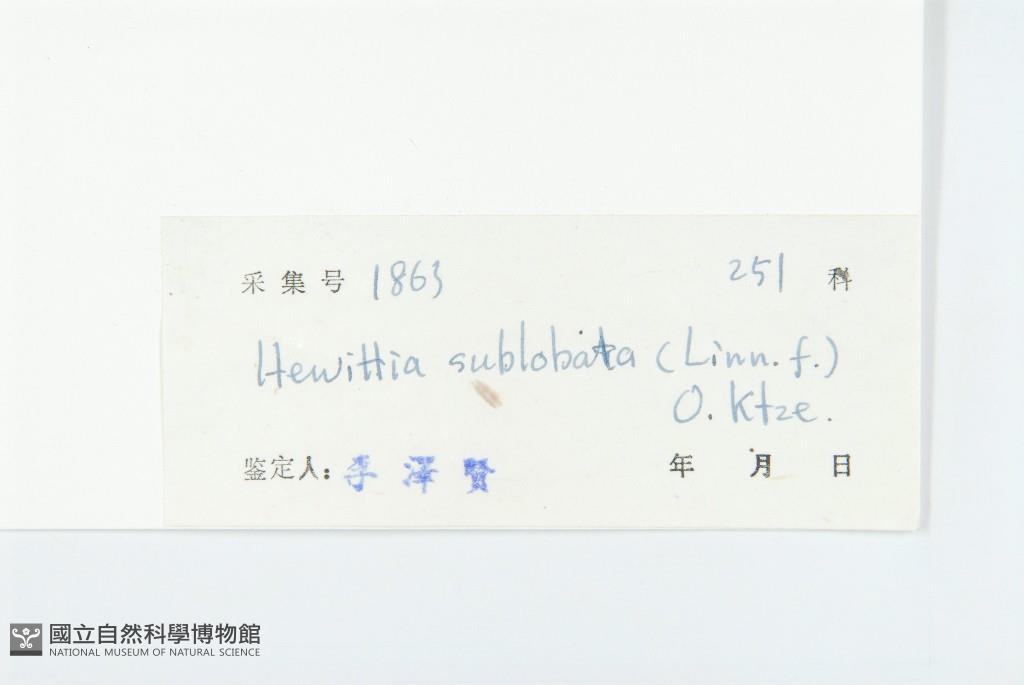 采集号 1863 251 科
Hewittia sublobata (Linn. f.)
O. Ktze.
鉴定人: 李澤賢 年 月 日
國立自然科學博物館
NATIONAL MUSEUM OF NATURAL SCIENCE